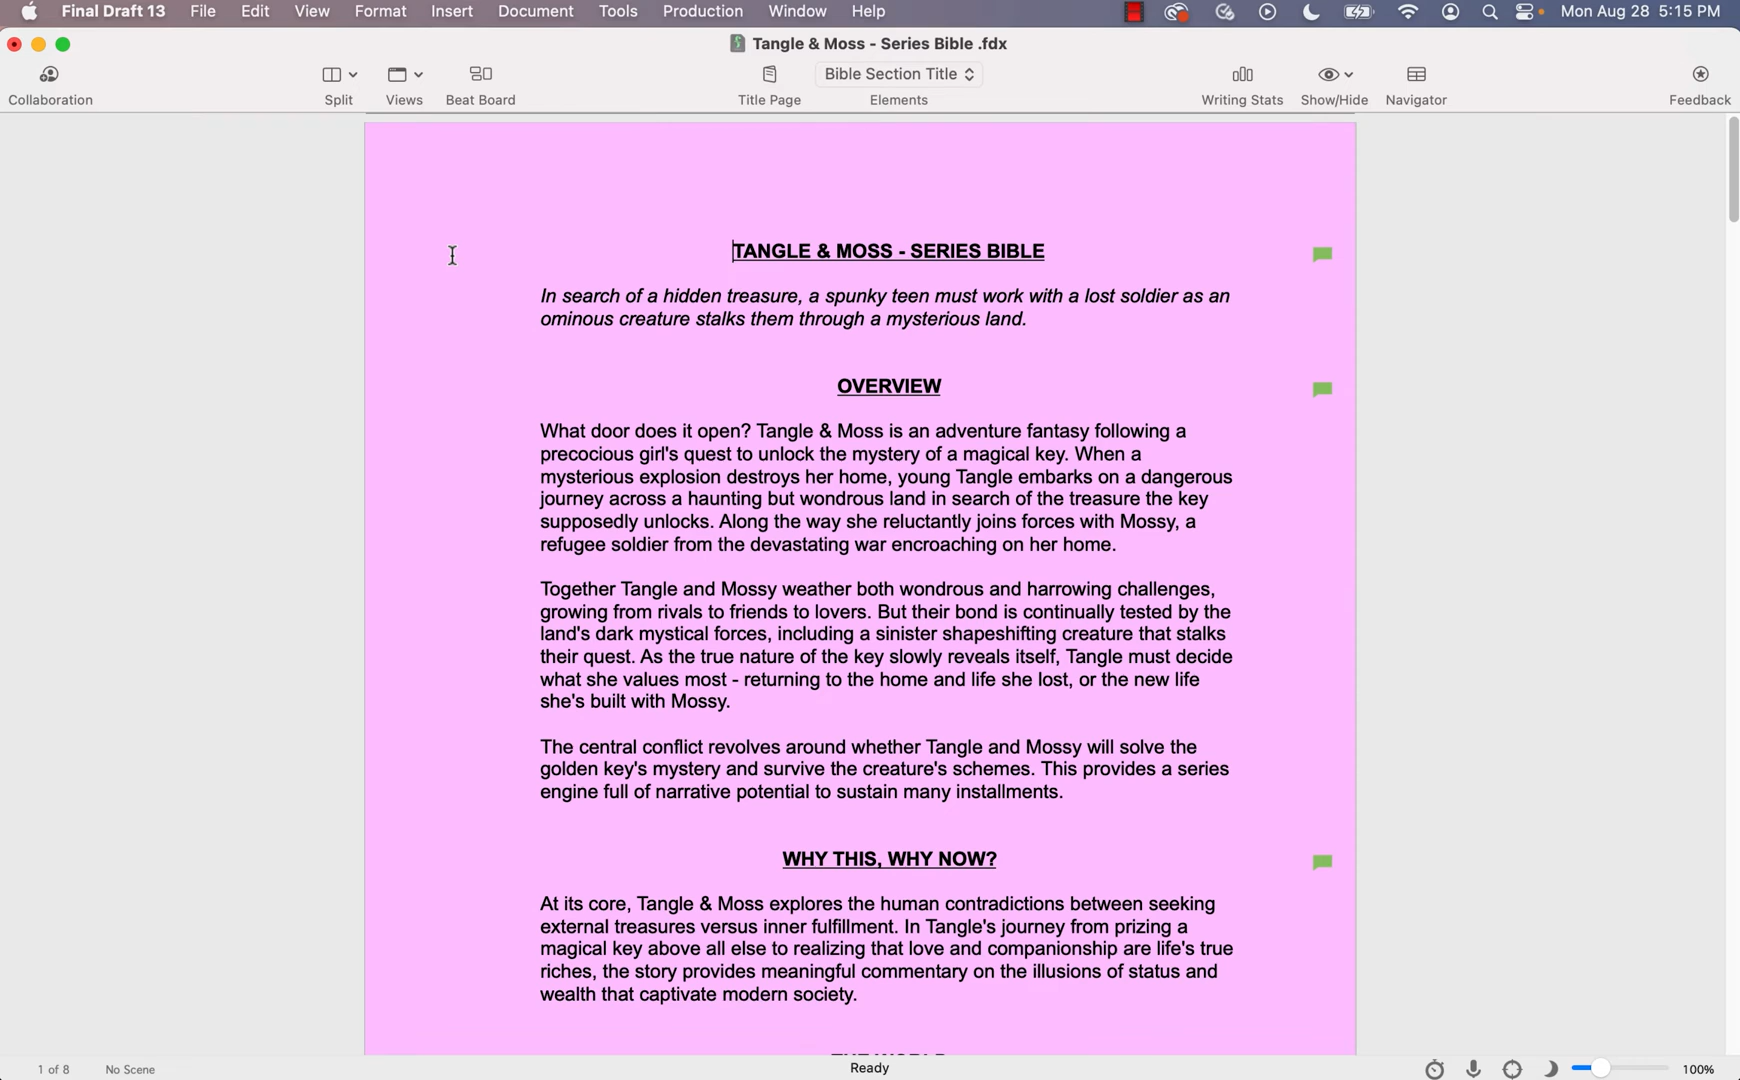 Final Draft 13 File Edit View Format Insert Document Tools Production Window Help Mon Aug 28 5:15 PM
Tangle & Moss - Series Bible .fdx
Bible Section Title
Collaboration Split Views Beat Board Title Page Elements Writing Stats Show/Hide Navigator Feedback
TANGLE & MOSS - SERIES BIBLE
In search of a hidden treasure, a spunky teen must work with a lost soldier as an
ominous creature stalks them through a mysterious land.
OVERVIEW
What door does it open? Tangle & Moss is an adventure fantasy following a
precocious girl's quest to unlock the mystery of a magical key. When a
mysterious explosion destroys her home, young Tangle embarks on a dangerous
journey across a haunting but wondrous land in search of the treasure the key
supposedly unlocks. Along the way she reluctantly joins forces with Mossy, a
refugee soldier from the devastating war encroaching on her home.
Together Tangle and Mossy weather both wondrous and harrowing challenges,
growing from rivals to friends to lovers. But their bond is continually tested by the
land's dark mystical forces, including a sinister shapeshifting creature that stalks
their quest. As the true nature of the key slowly reveals itself, Tangle must decide
what she values most - returning to the home and life she lost, or the new life
she's built with Mossy.
The central conflict revolves around whether Tangle and Mossy will solve the
golden key's mystery and survive the creature's schemes. This provides a series
engine full of narrative potential to sustain many installments.
WHY THIS, WHY NOW?
At its core, Tangle & Moss explores the human contradictions between seeking
external treasures versus inner fulfillment. In Tangle's journey from prizing a
magical key above all else to realizing that love and companionship are life's true
riches, the story provides meaningful commentary on the illusions of status and
wealth that captivate modern society.
THE WORLD
1 of 8 No Scene Ready 100%